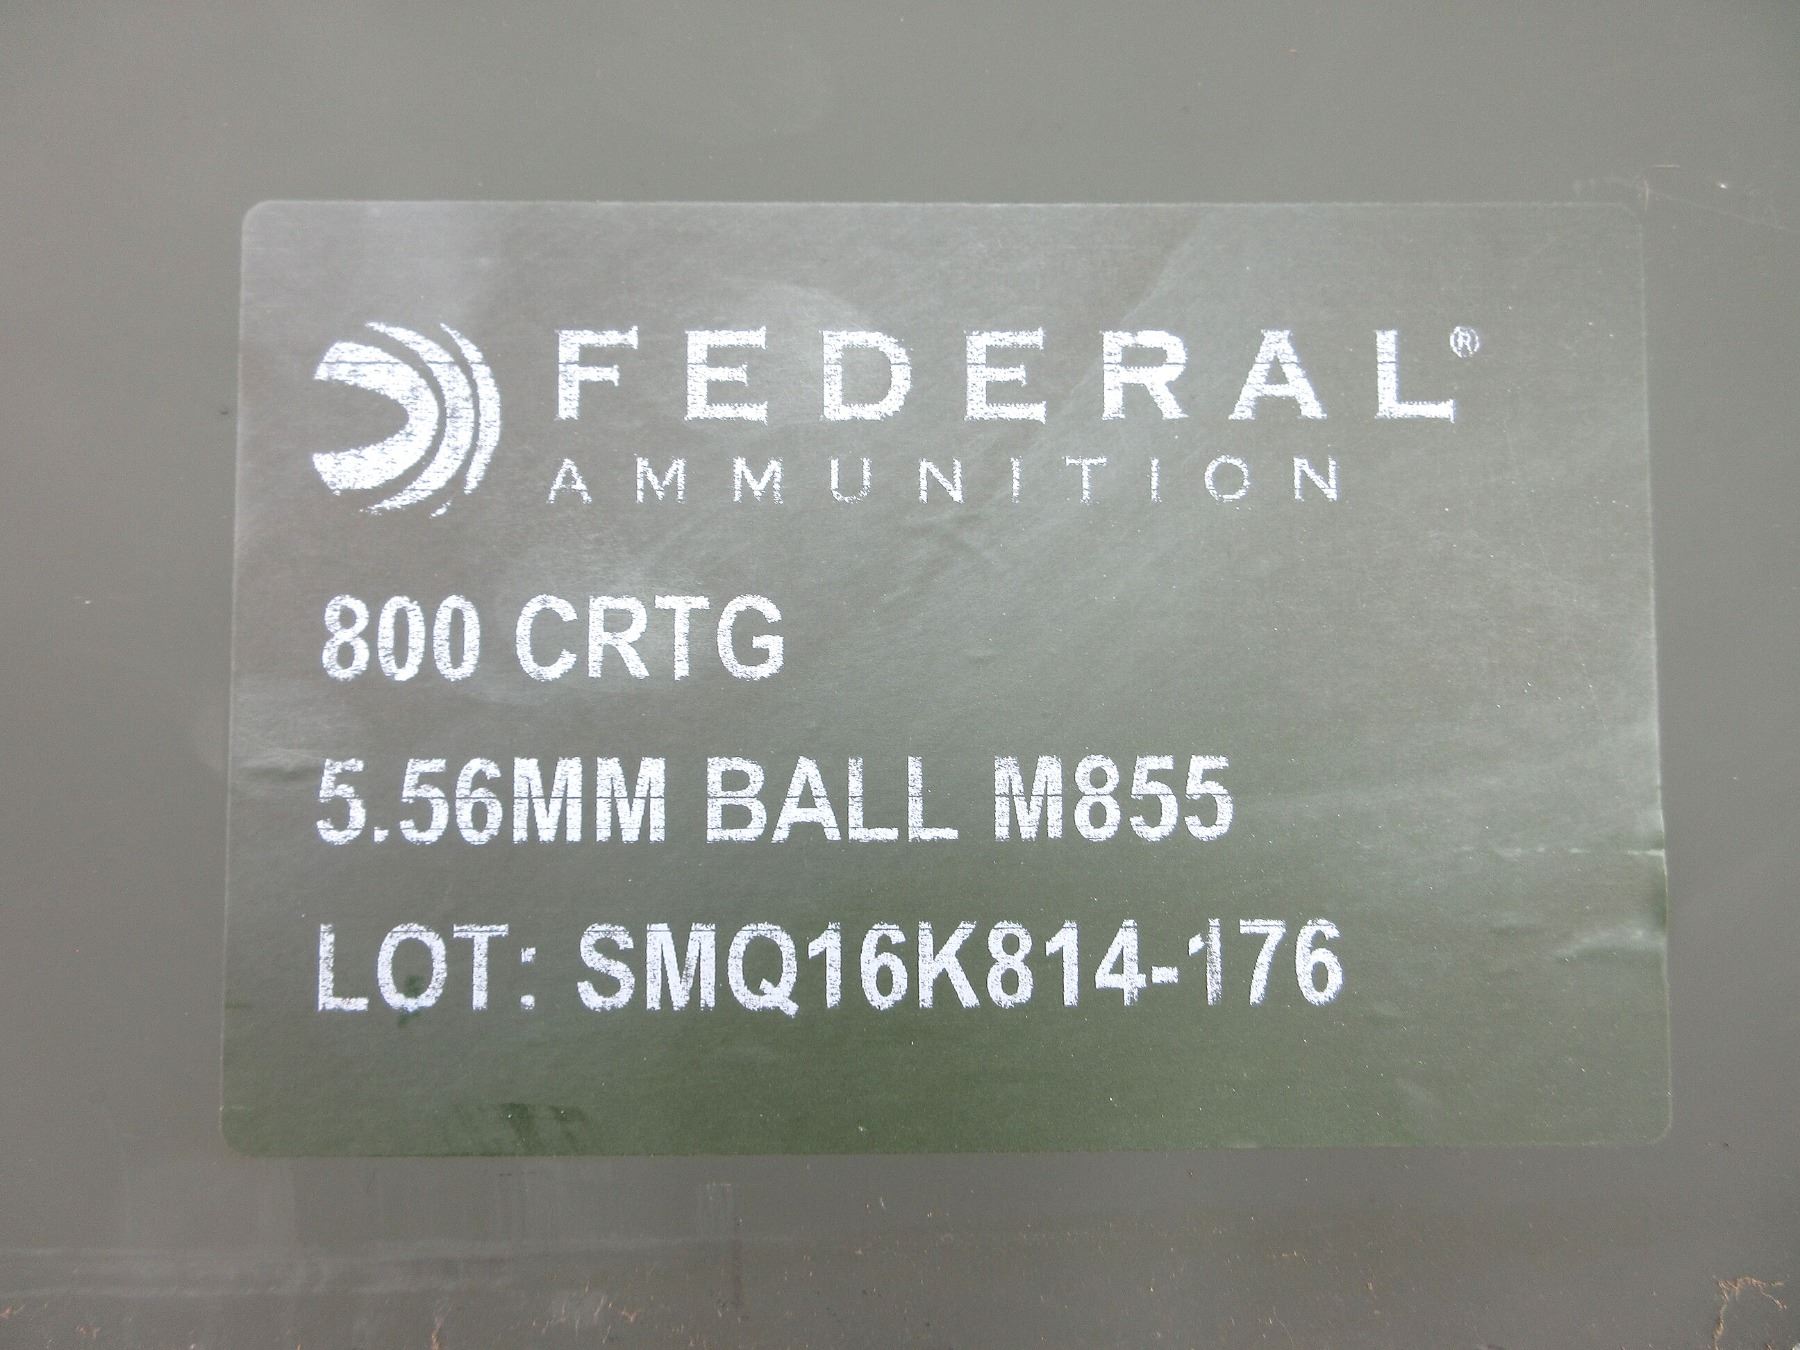 FEDERAL®
AMMUNITION
800 CRTG
5.56MM BALL M855
LOT: SMQ16K814-176